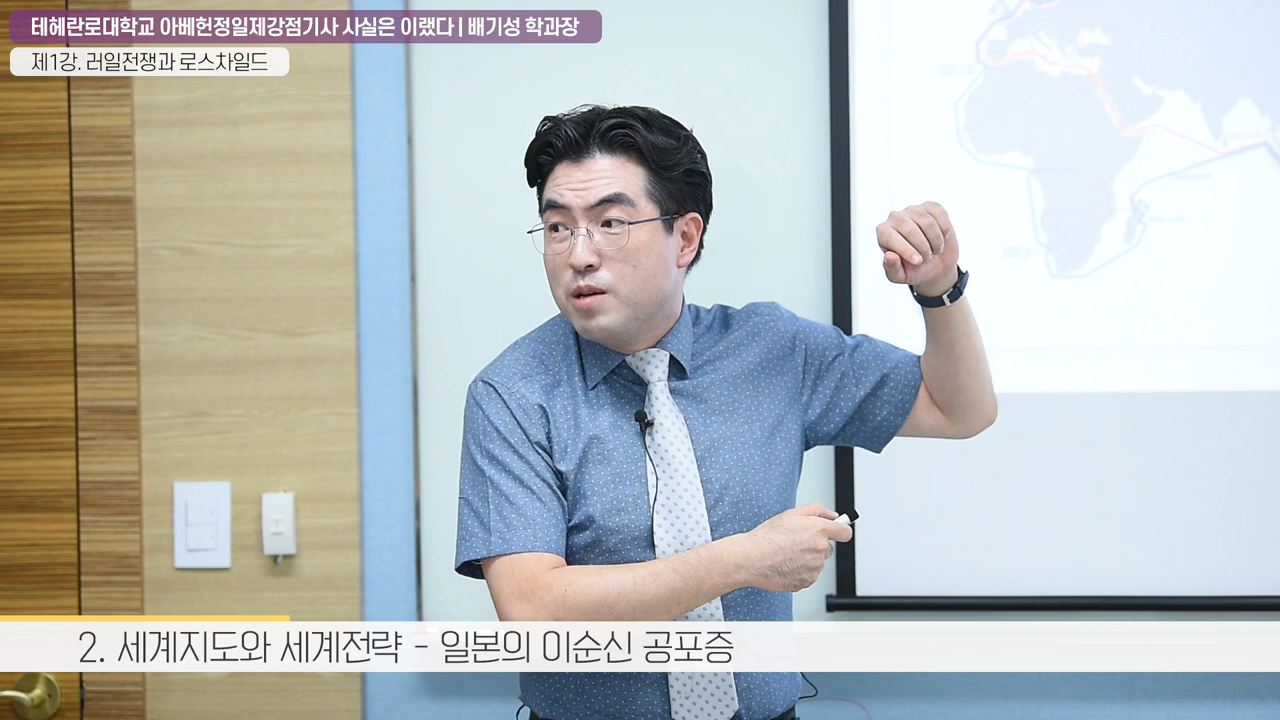 테헤란로대학교 아베헌정일제강점기사 사실은 이랬다 | 배기성 학과장
제1강. 러일전쟁과 로스차일드
2. 세계지도와 세계전략 - 일본의 이순신 공포증